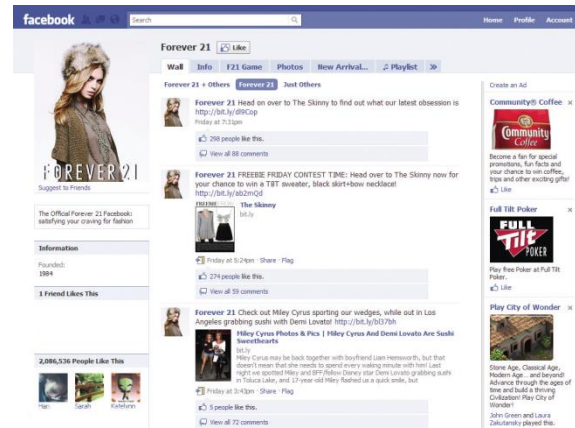 facebook
Search
Home Profile Account
Forever 21 Like
Wall Info F21 Game Photos New Arrival... Playlist »
Forever 21 + Others Forever 21 Just Others
FOREVER 21
Suggest to Friends
The Official Forever 21 Facebook:
satisfying your craving for fashion
Information
Founded:
1984
1 Friend Likes This
2,086,536 People Like This
Sarah
Forever 21 Head on over to The Skinny to find out what our latest obsession is
http://bit.ly/dl9Cop
Friday at 7:31pm
298 people like this.
View all 88 comments
Forever 21 FREEBIE FRIDAY CONTEST TIME: Head over to The Skinny now for
your chance to win a TBT sweater, black skirt+bow necklace!
http://bit.ly/ab2mQd
FREEBIE
The Skinny
bit.ly
Friday at 5:24pm · Share · Flag
274 people like this.
View all 59 comments
Forever 21 Check out Miley Cyrus sporting our wedges, while out in Los
Angeles grabbing sushi with Demi Lovato! http://bit.ly/bl37bh
Miley Cyrus Photos & Pics | Miley Cyrus And Demi Lovato Are Sushi
Sweethearts
bit.ly
Miley Cyrus may be back together with boyfriend Liam Hemsworth, but that
doesn't mean that she needs to spend every waking minute with him! Last
night we spotted Miley and BFF/fellow Disney star Demi Lovato grabbing sushi
in Toluca Lake, and 17-year-old Miley flashed us a quick smile, but
Friday at 3:43pm · Share · Flag
5 people like this.
View all 72 comments
Create an Ad
Community® Coffee ×
Community
Coffee
Become a fan for special
promotions, fun facts and
your chance to win coffee,
trips and other exciting gifts!
Like
Full Tilt Poker ×
FULL
TILT
POKER
Play free Poker at Full Tilt
Poker.
Like
Play City of Wonder ×
Stone Age, Classical Age,
Modern Age... and beyond!
Advance through the ages of
time and build a thriving
Civilization! Play City of
Wonder!
John Green and Laura
Zakutansky played this.